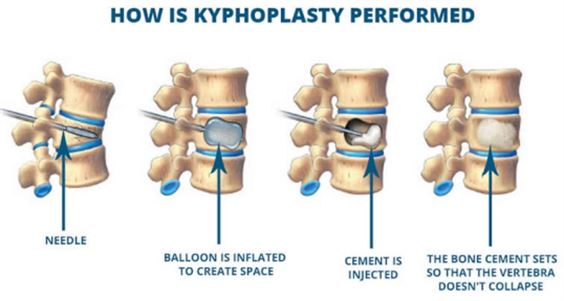 HOW IS KYPHOPLASTY PERFORMED
NEEDLE
BALLOON IS INFLATED
TO CREATE SPACE
CEMENT IS
INJECTED
THE BONE CEMENT SETS
SO THAT THE VERTEBRA
DOESN'T COLLAPSE